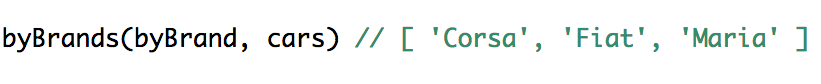 byBrands(byBrand, cars) // [ 'Corsa', 'Fiat', 'Maria' ]